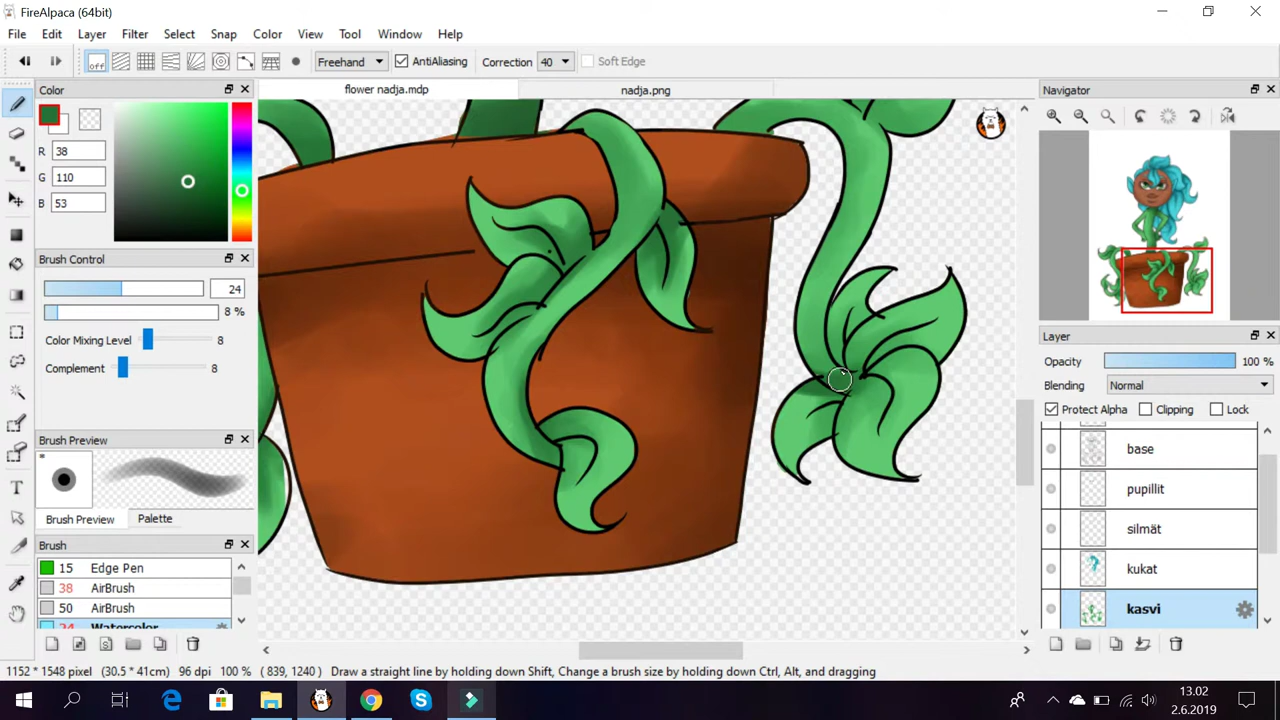 FireAlpaca (64bit)
File Edit Layer Filter Select Snap Color View Tool Window Help
off Freehand AntiAliasing Correction 40 Soft Edge
Color
flower nadja.mdp
nadja.png
Navigator
R 38
G 110
B 53
Brush Control
24
8 %
Color Mixing Level 8
Complement 8
Layer
Opacity 100 %
Blending Normal
Protect Alpha Clipping Lock
base
pupillit
silmät
kukat
kasvi
Brush Preview
Brush Preview Palette
Brush
15 Edge Pen
38 AirBrush
50 AirBrush
24 Watercolor
1152 * 1548 pixel (30.5 * 41cm) 96 dpi 100 % ( 839, 1240 ) Draw a straight line by holding down Shift, Change a brush size by holding down Ctrl, Alt, and dragging
13.02
2.6.2019